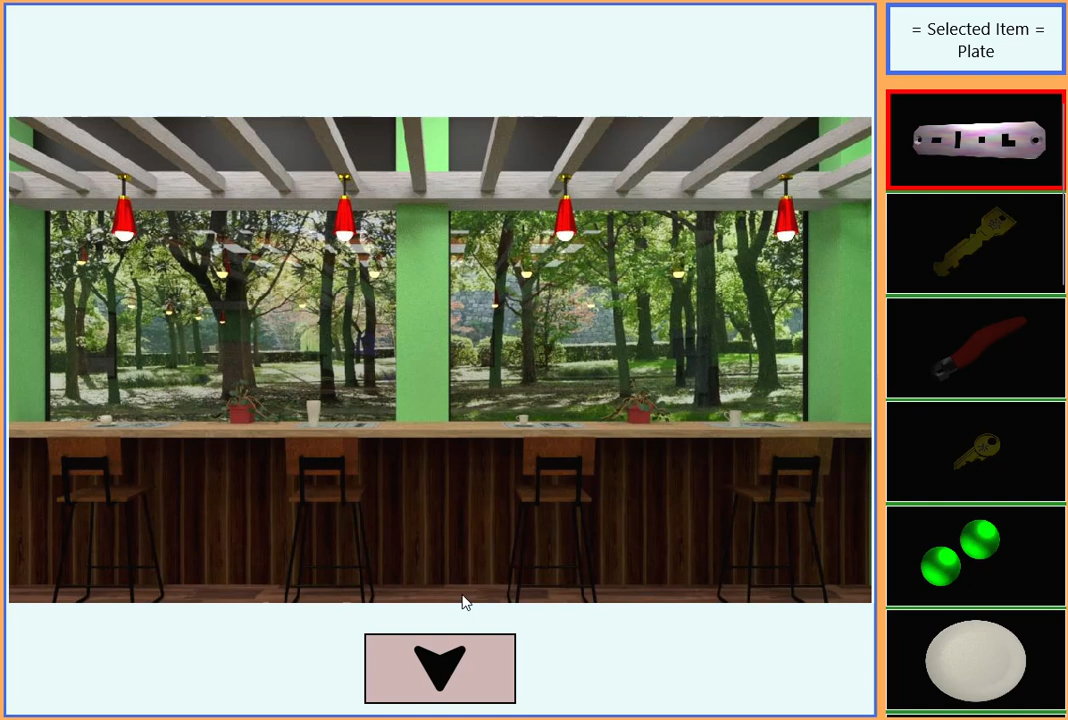 = Selected Item =
Plate